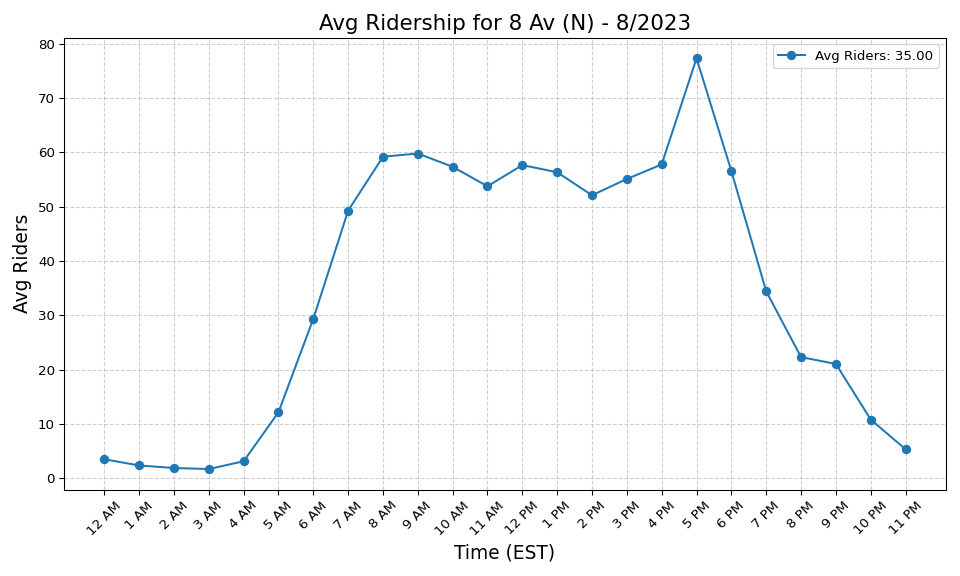 Avg Ridership for 8 Av (N) - 8/2023
Avg Riders: 35.00
Avg Riders
80
70
60
50
40
30
20
10
0
12 AM
1 AM
2 AM
3 AM
4 AM
5 AM
6 AM
7 AM
8 AM
9 AM
10 AM
11 AM
12 PM
1 PM
2 PM
3 PM
4 PM
5 PM
6 PM
7 PM
8 PM
9 PM
10 PM
11 PM
Time (EST)